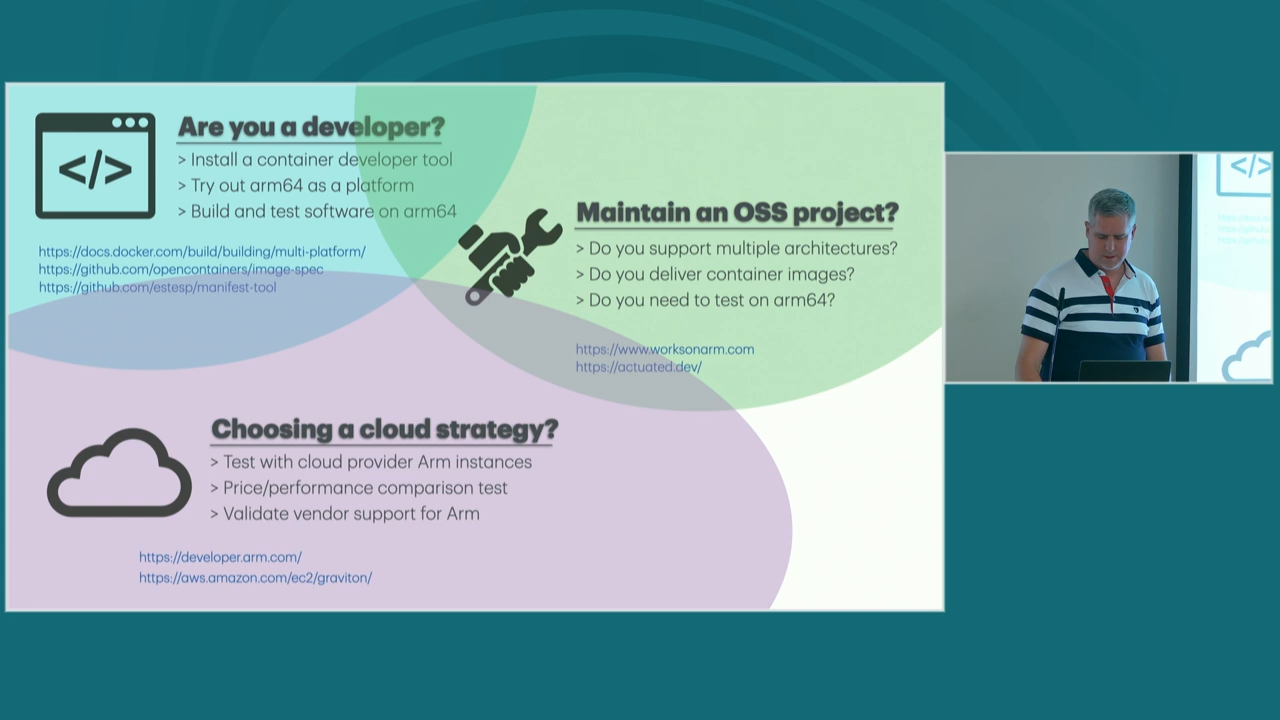 Are you a developer?
> Install a container developer tool
> Try out arm64 as a platform
> Build and test software on arm64
https://docs.docker.com/build/building/multi-platform/
https://github.com/opencontainers/image-spec
https://github.com/estesp/manifest-tool
Maintain an OSS project?
> Do you support multiple architectures?
> Do you deliver container images?
> Do you need to test on arm64?
https://www.worksonarm.com
https://actuated.dev/
Choosing a cloud strategy?
> Test with cloud provider Arm instances
> Price/performance comparison test
> Validate vendor support for Arm
https://developer.arm.com/
https://aws.amazon.com/ec2/graviton/